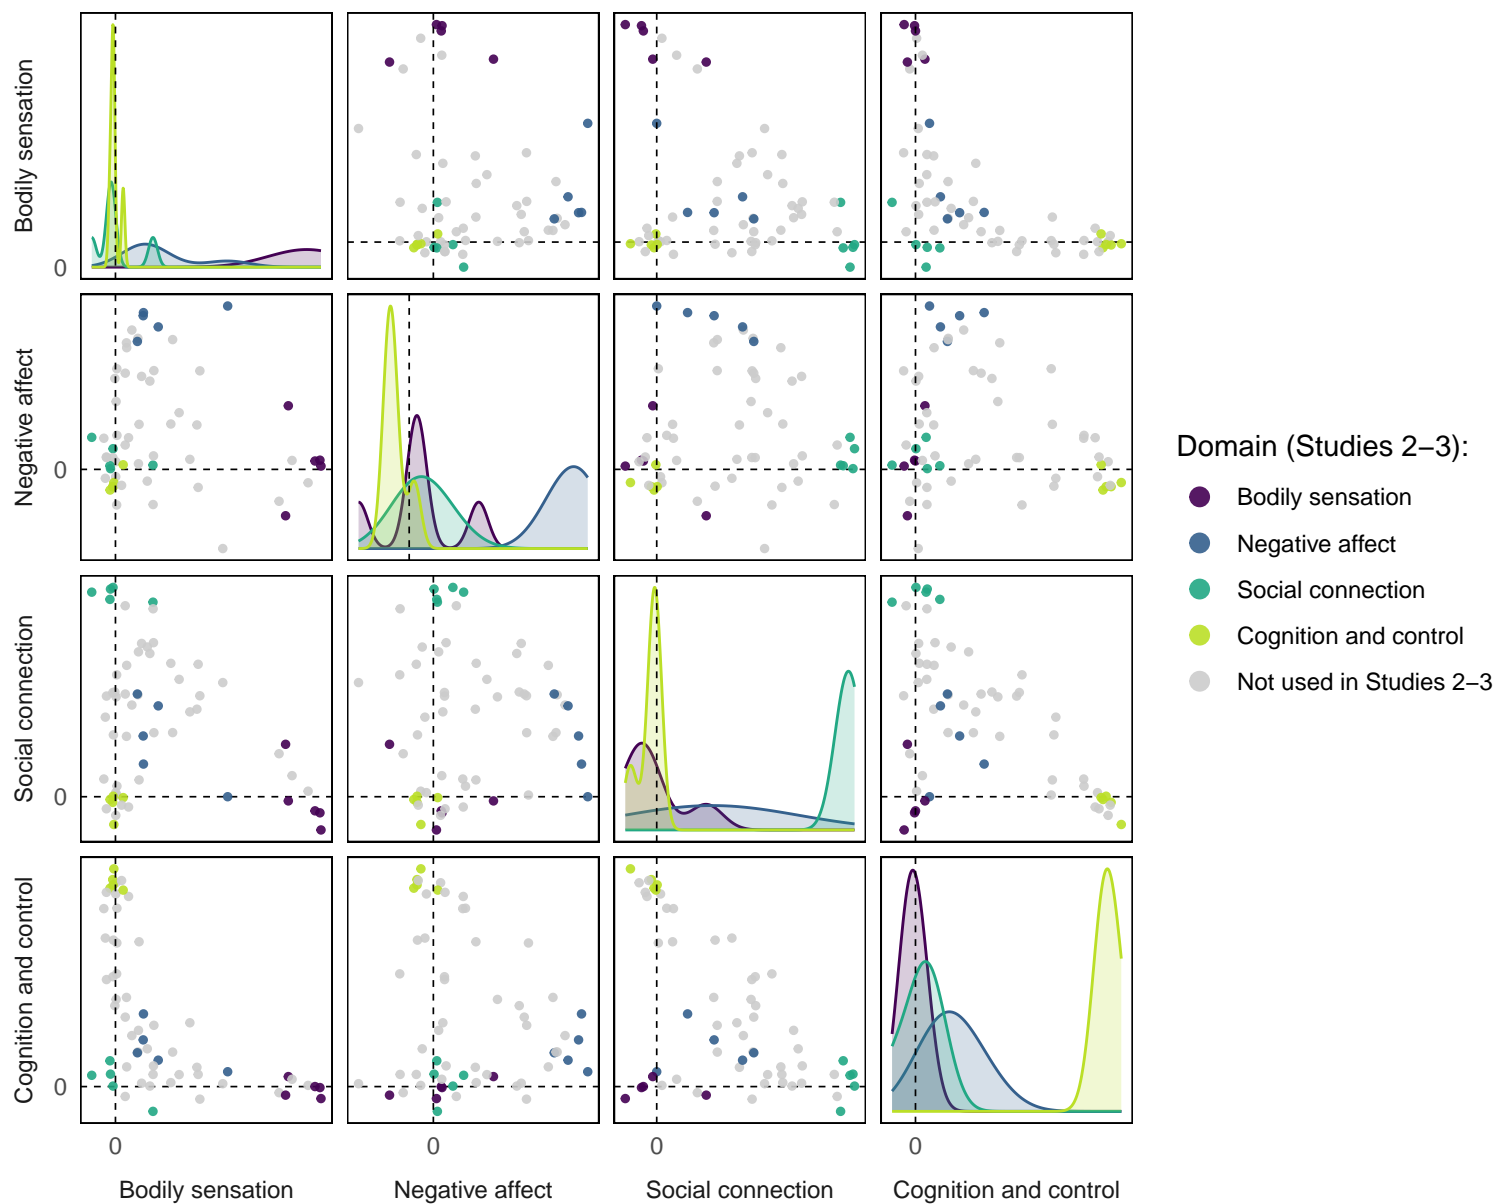 Bodily sensation
0
Negative affect
0
Social connection
0
Cognition and control
0
0
0
0
0
Bodily sensation
Negative affect
Social connection
Cognition and control
Domain (Studies 2–3):
Bodily sensation
Negative affect
Social connection
Cognition and control
Not used in Studies 2–3